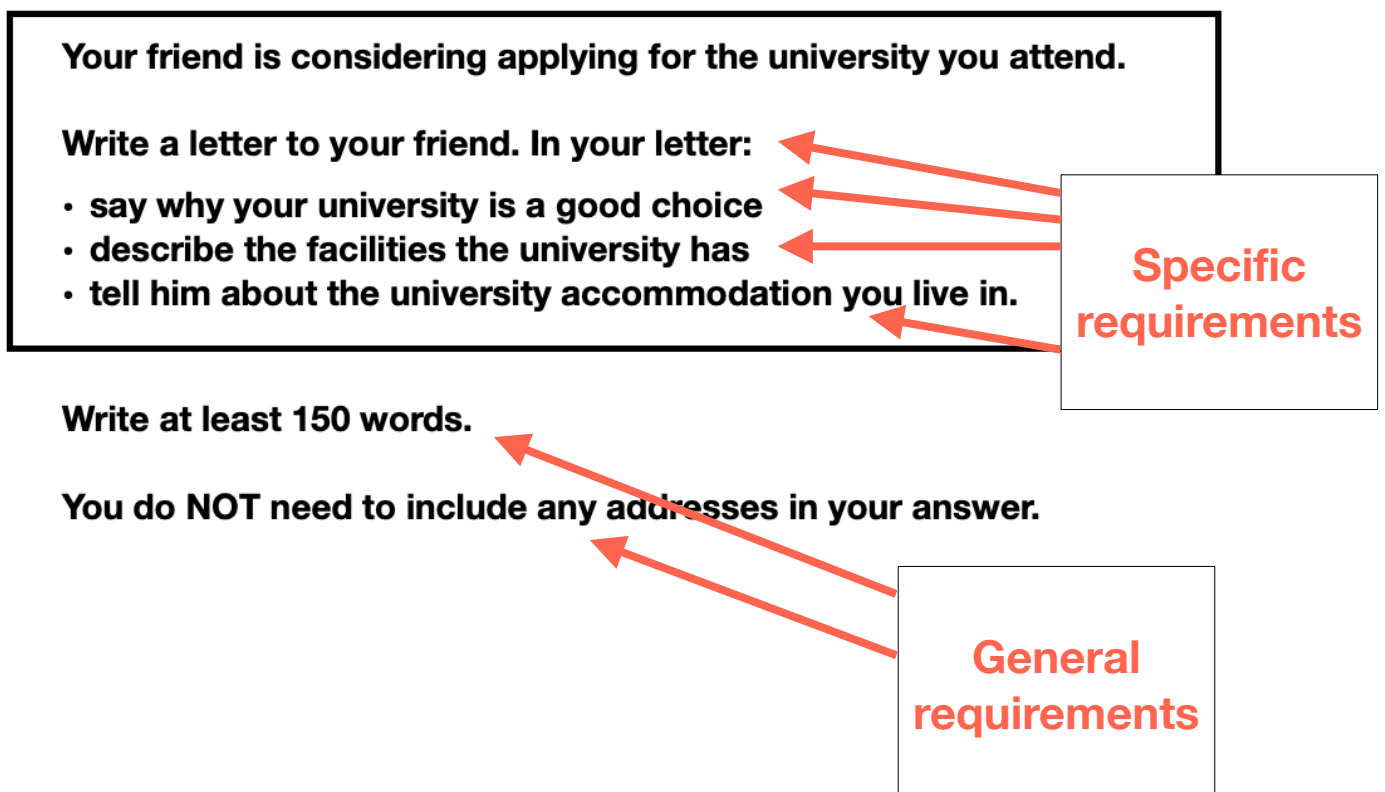 Your friend is considering applying for the university you attend.
Write a letter to your friend. In your letter:
• say why your university is a good choice
• describe the facilities the university has
• tell him about the university accommodation you live in.
Specific
requirements
Write at least 150 words.
You do NOT need to include any addresses in your answer.
General
requirements